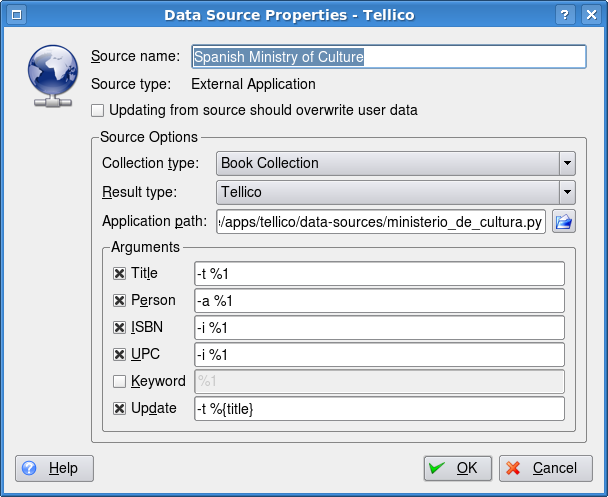 Data Source Properties - Tellico
Source name: Spanish Ministry of Culture
Source type: External Application
Updating from source should overwrite user data
Source Options
Collection type: Book Collection
Result type: Tellico
Application path: :/apps/tellico/data-sources/ministerio_de_cultura.py
Arguments
Title -t %1
Person -a %1
ISBN -i %1
UPC -i %1
Keyword %1
Update -t %{title}
Help OK Cancel